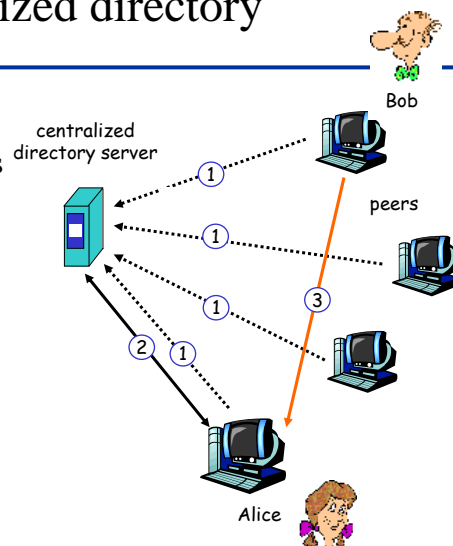 ized directory
Bob
centralized
directory server
s
1
peers
1
1
3
2
1
Alice